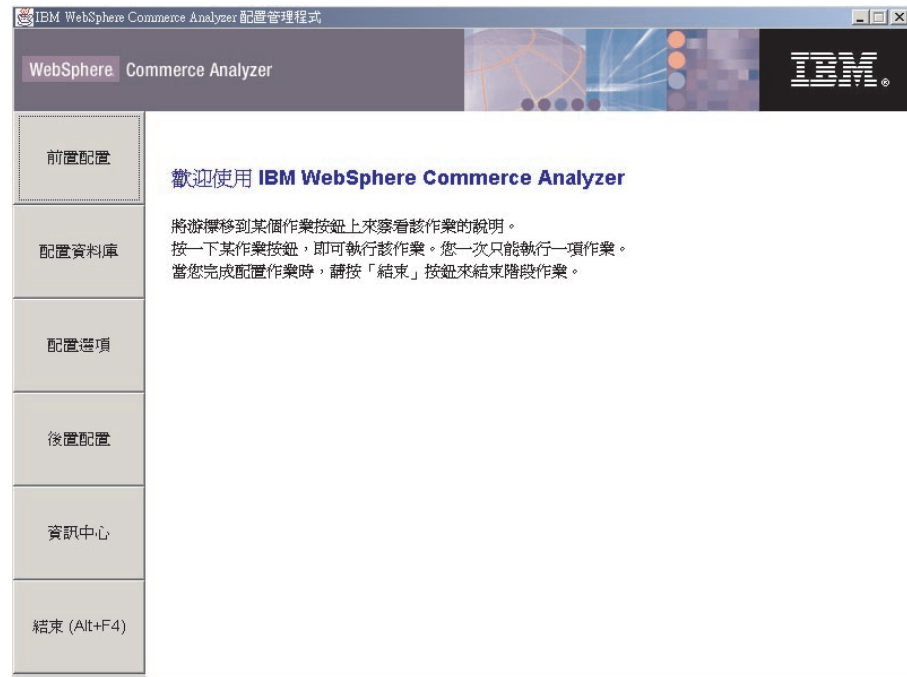 IBM WebSphere Commerce Analyzer 配置管理程式
WebSphere Commerce Analyzer
IBM®
前置配置
配置資料庫
配置選項
後置配置
資訊中心
結束 (Alt+F4)
歡迎使用 IBM WebSphere Commerce Analyzer
將游標移到某個作業按鈕上來察看該作業的說明。
按一下某作業按鈕，即可執行該作業。您一次只能執行一項作業。
當您完成配置作業時，請按「結束」按鈕來結束階段作業。